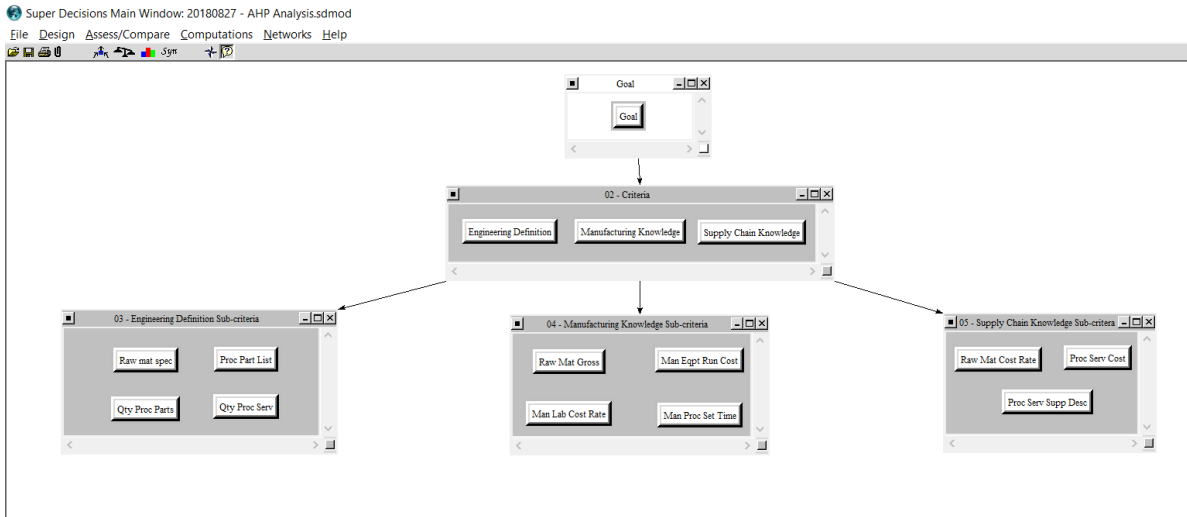 Super Decisions Main Window: 20180827 - AHP Analysis.sdmod
File Design Assess/Compare Computations Networks Help
Syn
Goal
Goal
02 - Criteria
Engineering Definition Manufacturing Knowledge Supply Chain Knowledge
03 - Engineering Definition Sub-criteria
Raw mat spec Proc Part List
Qty Proc Parts Qty Proc Serv
04 - Manufacturing Knowledge Sub-criteria
Raw Mat Gross Man Eqpt Run Cost
Man Lab Cost Rate Man Proc Set Time
05 - Supply Chain Knowledge Sub-critera
Raw Mat Cost Rate Proc Serv Cost
Proc Serv Supp Desc